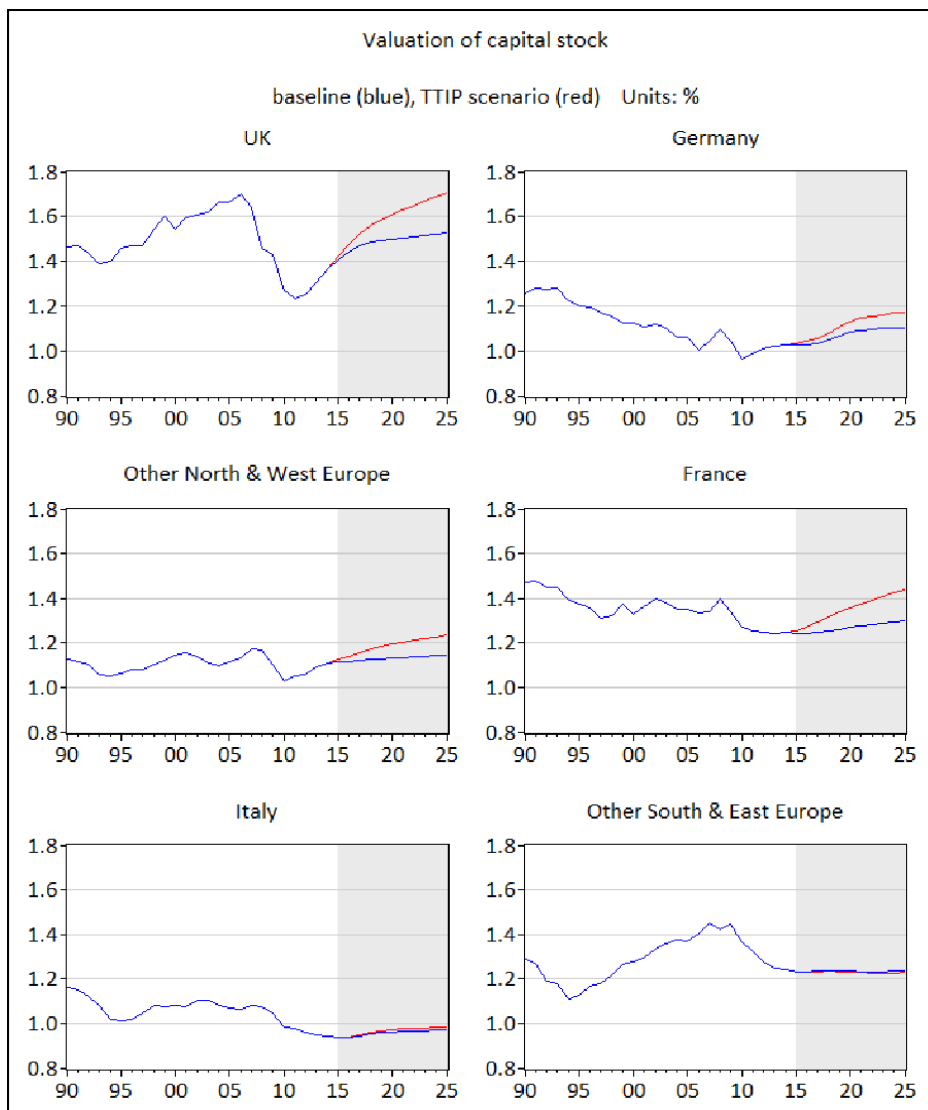 Valuation of capital stock
baseline (blue), TTIP scenario (red) Units: %
UK
Germany
1.8
1.6
1.4
1.2
1.0
0.8
90 95 00 05 10 15 20 25
1.8
1.6
1.4
1.2
1.0
0.8
90 95 00 05 10 15 20 25
Other North & West Europe
France
1.8
1.6
1.4
1.2
1.0
0.8
90 95 00 05 10 15 20 25
1.8
1.6
1.4
1.2
1.0
0.8
90 95 00 05 10 15 20 25
Italy
Other South & East Europe
1.8
1.6
1.4
1.2
1.0
0.8
90 95 00 05 10 15 20 25
1.8
1.6
1.4
1.2
1.0
0.8
90 95 00 05 10 15 20 25